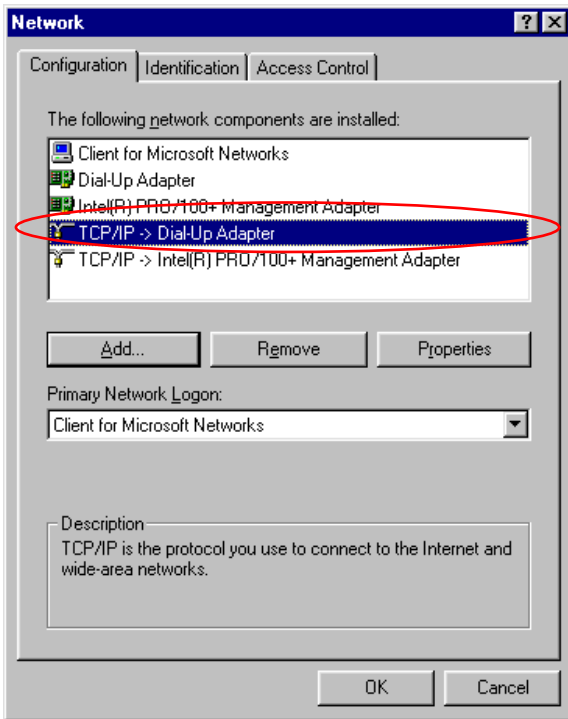 Network
Configuration Identification Access Control
The following network components are installed:
Client for Microsoft Networks
Dial-Up Adapter
Intel(R) PRO/100+ Management Adapter
TCP/IP -> Dial-Up Adapter
TCP/IP -> Intel(R) PRO/100+ Management Adapter
Add... Remove Properties
Primary Network Logon:
Client for Microsoft Networks
Description
TCP/IP is the protocol you use to connect to the Internet and
wide-area networks.
OK Cancel